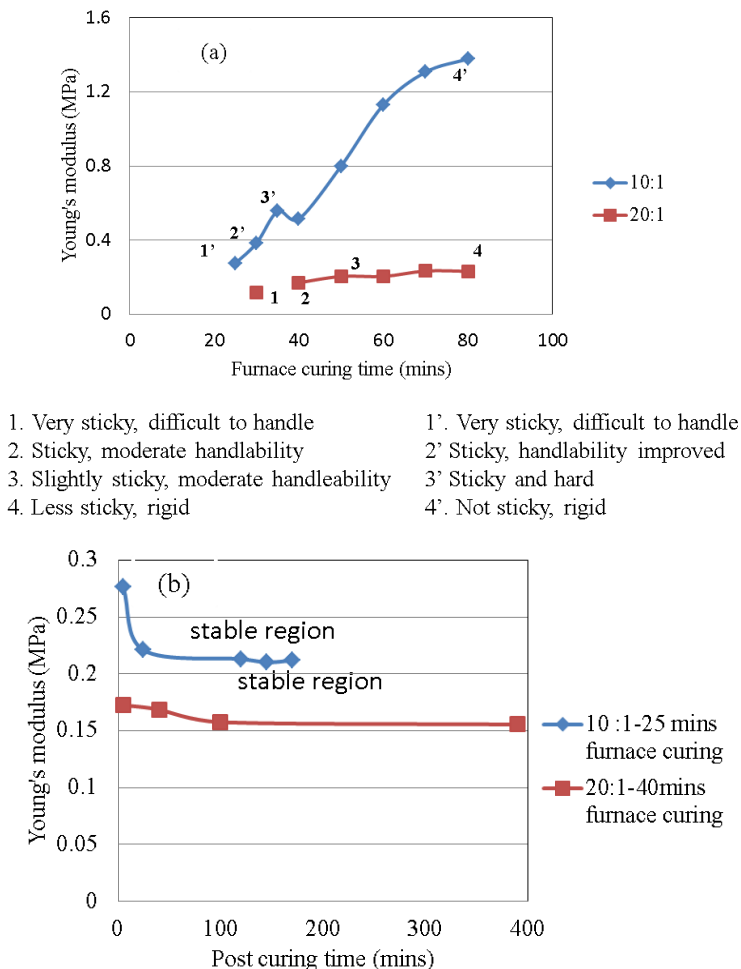 (a)
Young's modulus (MPa)
1.6
1.2
0.8
0.4
0
0 20 40 60 80 100
Furnace curing time (mins)
1’
2’
3’
4’
1
2
3
4
10:1
20:1
1. Very sticky, difficult to handle
2. Sticky, moderate handlability
3. Slightly sticky, moderate handleability
4. Less sticky, rigid
1’. Very sticky, difficult to handle
2’ Sticky, handlability improved
3’ Sticky and hard
4’. Not sticky, rigid
(b)
Young's modulus (MPa)
0.3
0.25
0.2
0.15
0.1
0.05
0
0 100 200 300 400
Post curing time (mins)
stable region
stable region
10 :1-25 mins
furnace curing
20:1-40mins
furnace curing